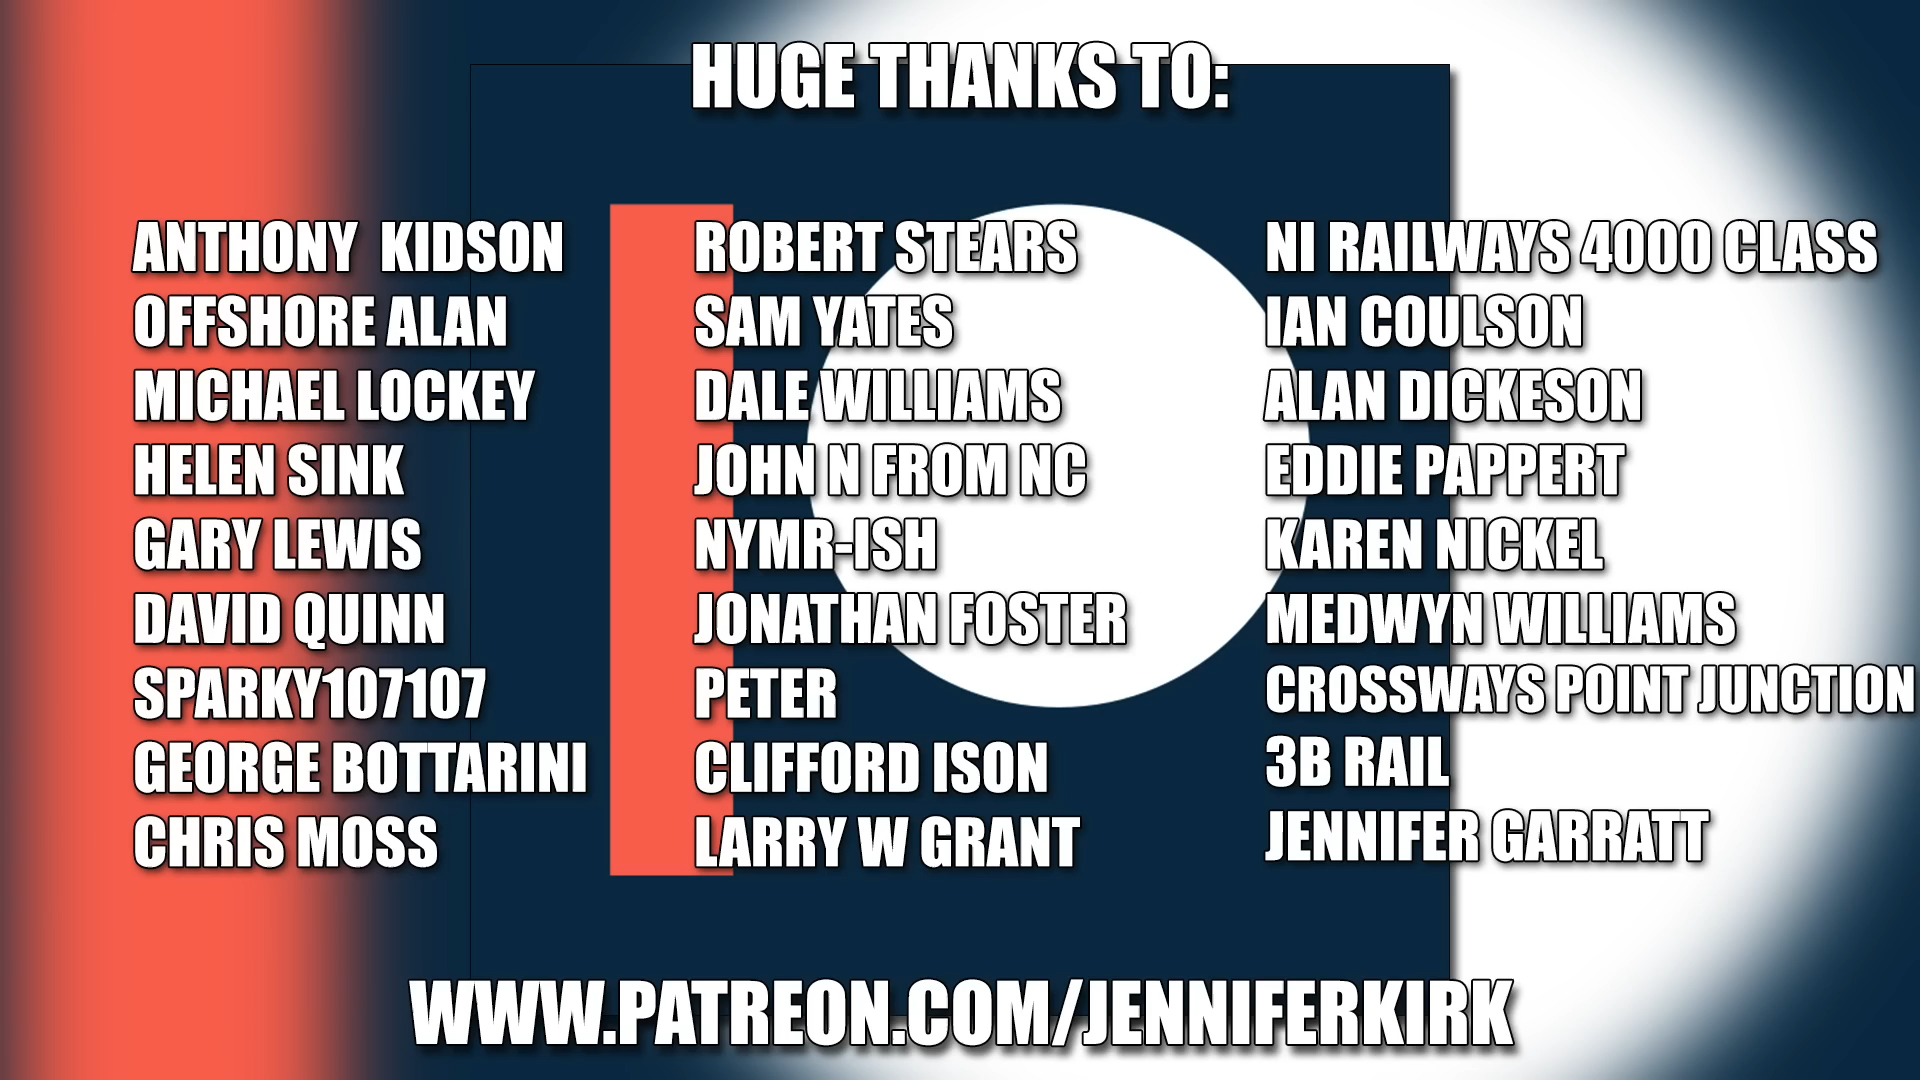 HUGE THANKS TO:
ANTHONY  KIDSON
OFFSHORE ALAN
MICHAEL LOCKEY
HELEN SINK
GARY LEWIS
DAVID QUINN
SPARKY107107
GEORGE BOTTARINI
CHRIS MOSS
ROBERT STEARS
SAM YATES
DALE WILLIAMS
JOHN N FROM NC
NYMR-ISH
JONATHAN FOSTER
PETER
CLIFFORD ISON
LARRY W GRANT
NI RAILWAYS 4000 CLASS
IAN COULSON
ALAN DICKESON
EDDIE PAPPERT
KAREN NICKEL
MEDWYN WILLIAMS
CROSSWAYS POINT JUNCTION
3B RAIL
JENNIFER GARRATT
WWW.PATREON.COM/JENNIFERKIRK